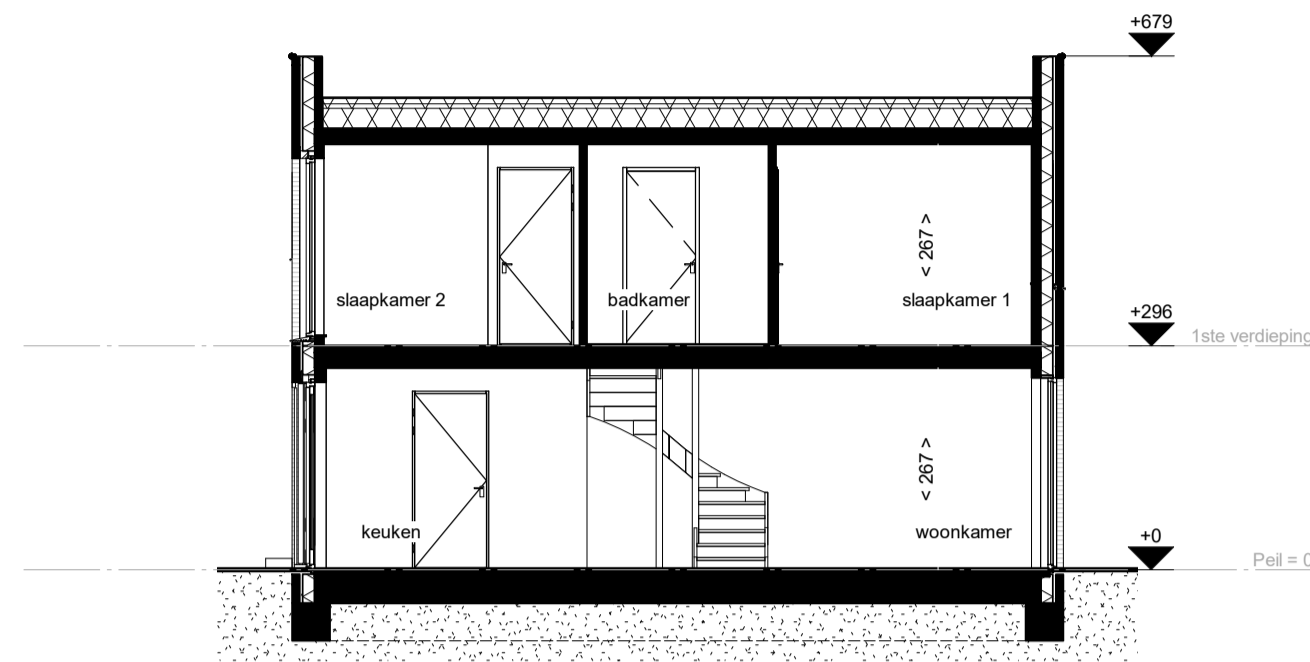 +679
< 267 >
slaapkamer 2
badkamer
slaapkamer 1
+296
1ste verdieping
< 267 >
keuken
woonkamer
+0
Peil = 0